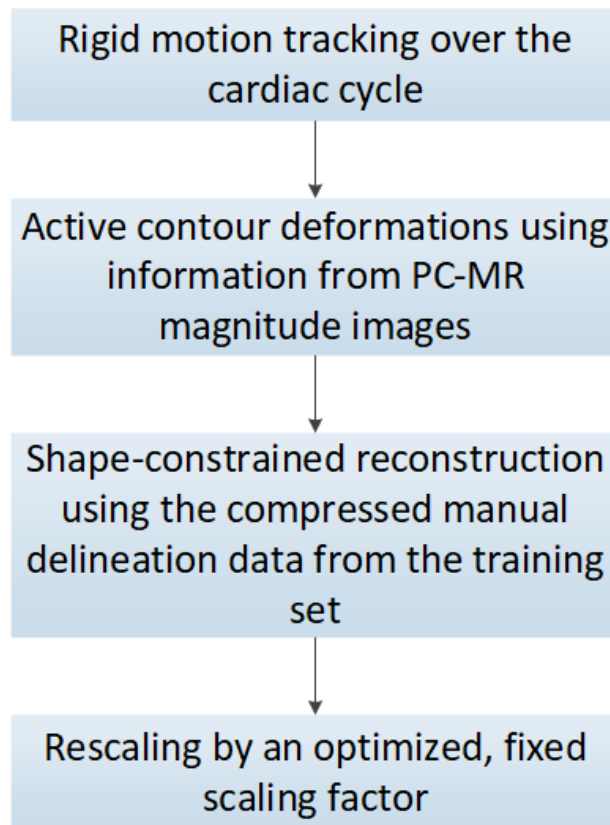 Rigid motion tracking over the
cardiac cycle
Active contour deformations using
information from PC-MR
magnitude images
Shape-constrained reconstruction
using the compressed manual
delineation data from the training
set
Rescaling by an optimized, fixed
scaling factor